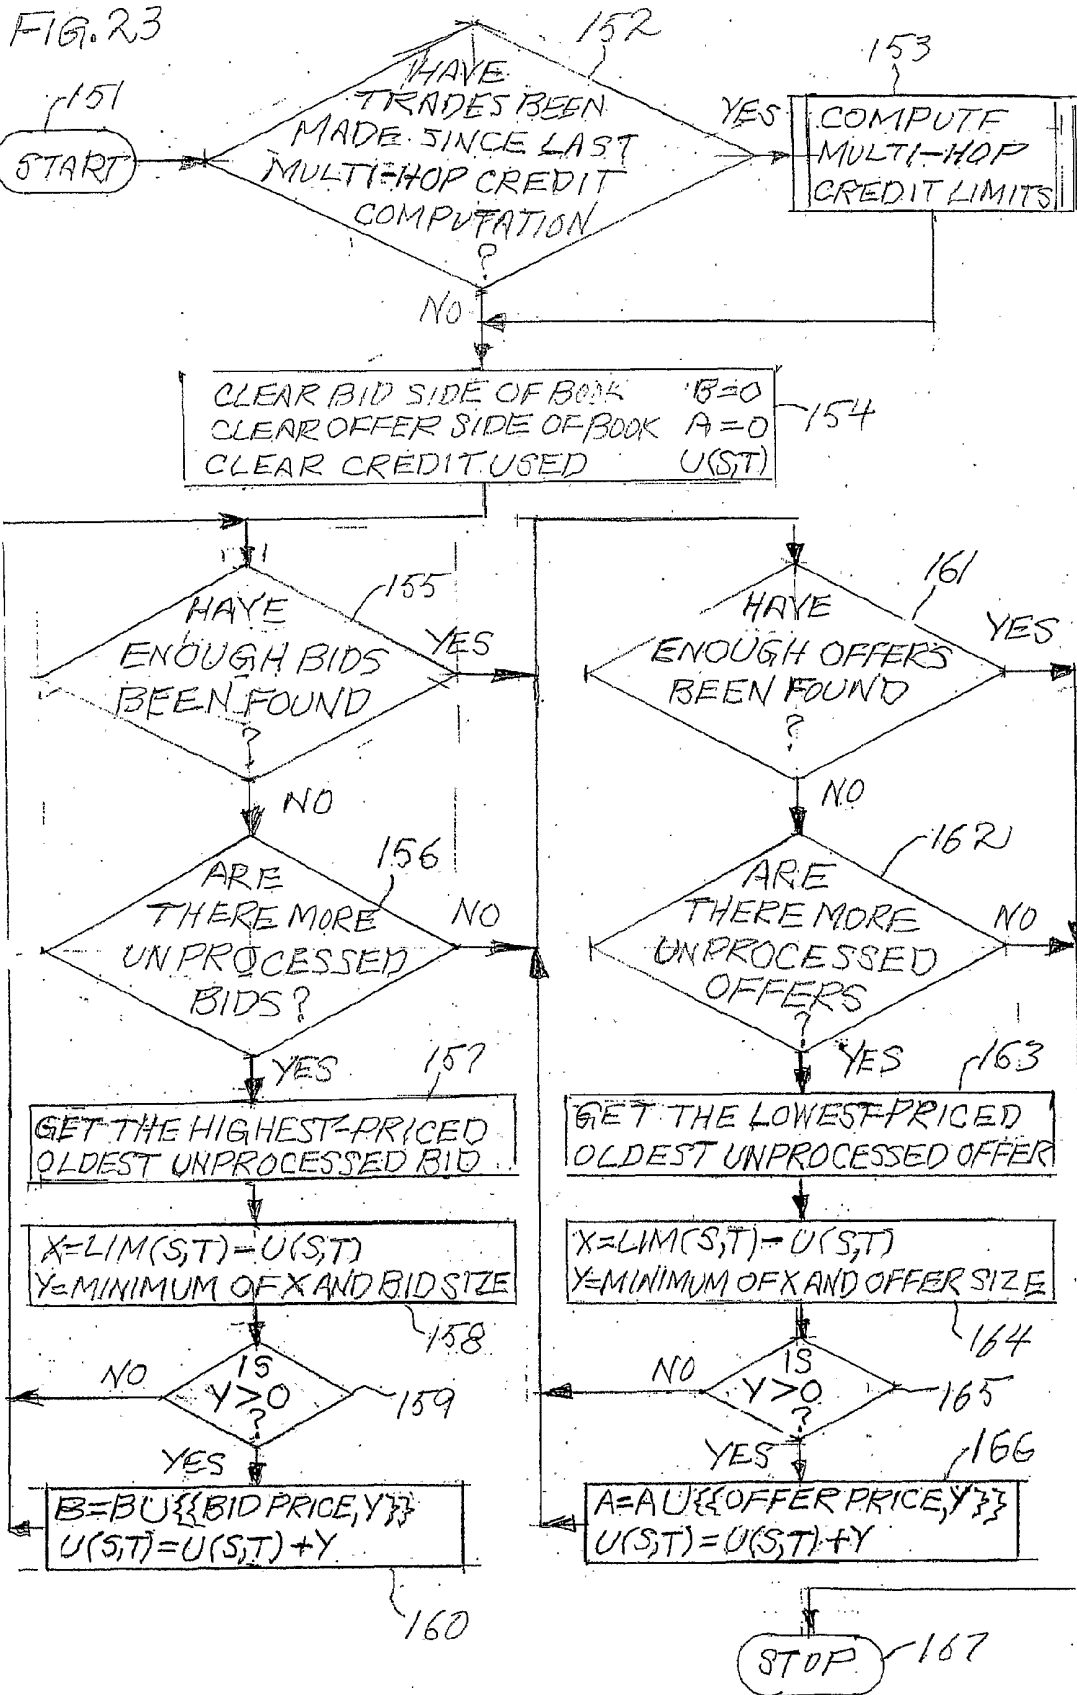 FIG. 23
151
START
152
HAVE
TRADES BEEN
MADE SINCE LAST
MULTI-HOP CREDIT
COMPUTATION
?
YES
153
COMPUTE
MULTI-HOP
CREDIT LIMITS
NO
CLEAR BID SIDE OF BOOK B=0
CLEAR OFFER SIDE OF BOOK A=0
CLEAR CREDIT USED U(S,T)
154
155
HAVE
ENOUGH BIDS
BEEN FOUND
?
YES
NO
156
ARE
THERE MORE
UNPROCESSED
BIDS?
NO
YES
157
GET THE HIGHEST-PRICED
OLDEST UNPROCESSED BID
X=LIM(S,T)-U(S,T)
Y=MINIMUM OF X AND BID SIZE
158
IS
Y>0
?
NO
159
YES
B=BU{{BID PRICE,Y}}
U(S,T)=U(S,T)+Y
160
161
HAVE
ENOUGH OFFERS
BEEN FOUND
?
YES
NO
162
ARE
THERE MORE
UNPROCESSED
OFFERS
?
NO
YES
163
GET THE LOWEST-PRICED
OLDEST UNPROCESSED OFFER
X=LIM(S,T)-U(S,T)
Y=MINIMUM OF X AND OFFER SIZE
164
IS
Y>0
?
NO
165
YES
166
A=AU{{OFFER PRICE,Y}}
U(S,T)=U(S,T)+Y
STOP
167